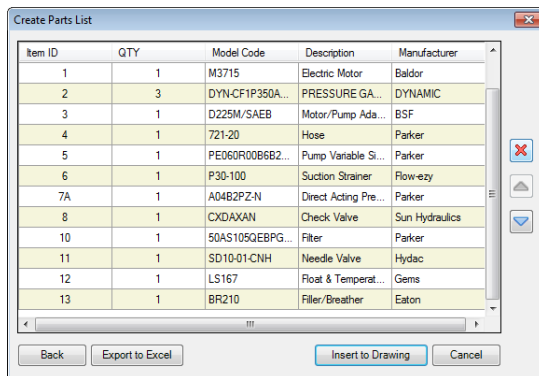 Create Parts List
Item ID QTY Model Code Description Manufacturer
1 1 M3715 Electric Motor Baldor
2 3 DYN-CF1P350A... PRESSURE GA... DYNAMIC
3 1 D225M/SAEB Motor/Pump Ada... BSF
4 1 721-20 Hose Parker
5 1 PE060R00B6B2... Pump Variable Si... Parker
6 1 P30-100 Suction Strainer Flow-ezy
7A 1 A04B2PZ-N Direct Acting Pre... Parker
8 1 CXDAXAN Check Valve Sun Hydraulics
10 1 50AS105QEBPG... Filter Parker
11 1 SD10-01-CNH Needle Valve Hydac
12 1 LS167 Float & Temperat... Gems
13 1 BR210 Filler/Breather Eaton
Back Export to Excel Insert to Drawing Cancel